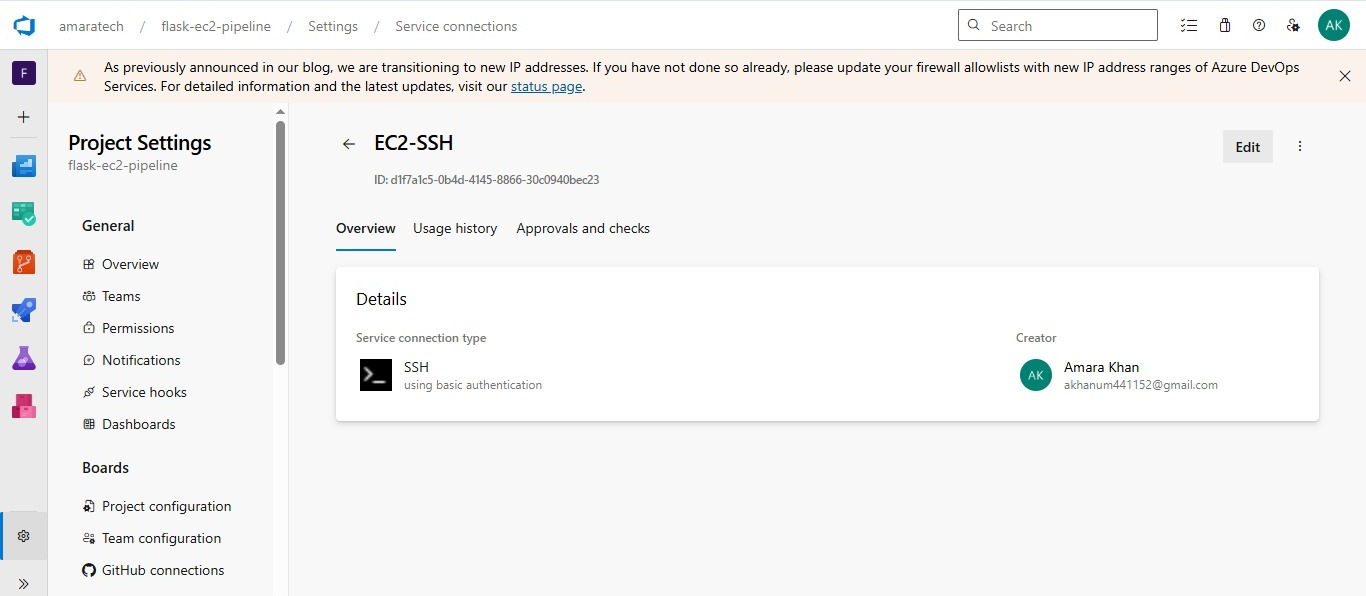 amaratech / flask-ec2-pipeline / Settings / Service connections
Search
AK
F
As previously announced in our blog, we are transitioning to new IP addresses. If you have not done so already, please update your firewall allowlists with new IP address ranges of Azure DevOps
Services. For detailed information and the latest updates, visit our status page.
Project Settings
flask-ec2-pipeline
General
Overview
Teams
Permissions
Notifications
Service hooks
Dashboards
Boards
Project configuration
Team configuration
GitHub connections
EC2-SSH
Edit
ID: d1f7a1c5-0b4d-4145-8866-30c0940bec23
Overview
Usage history
Approvals and checks
Details
Service connection type
SSH
using basic authentication
Creator
AK
Amara Khan
akhanum441152@gmail.com